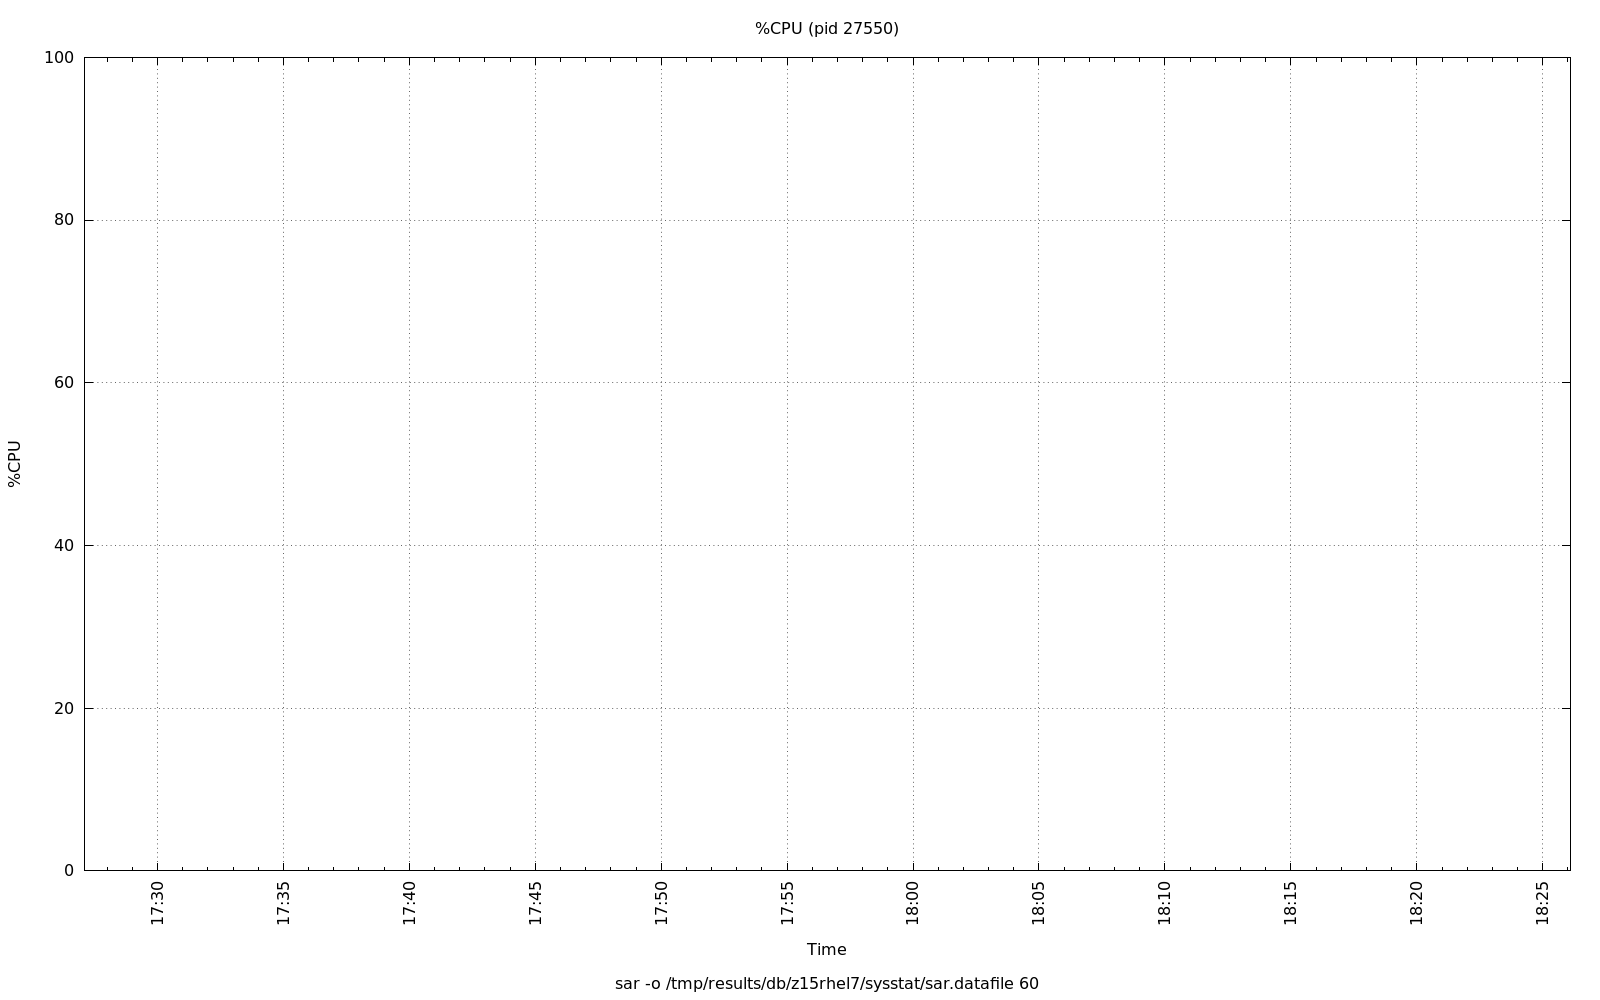 %CPU (pid 27550)
100
80
60
40
20
0
%CPU
17:30 17:35 17:40 17:45 17:50 17:55 18:00 18:05 18:10 18:15 18:20 18:25
Time
sar -o /tmp/results/db/z15rhel7/sysstat/sar.datafile 60